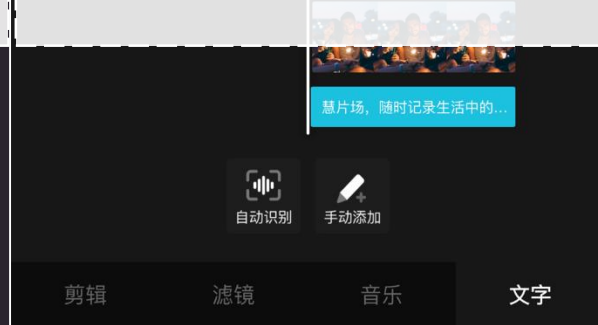 慧片场，随时记录生活中的...
自动识别
手动添加
剪辑
滤镜
音乐
文字